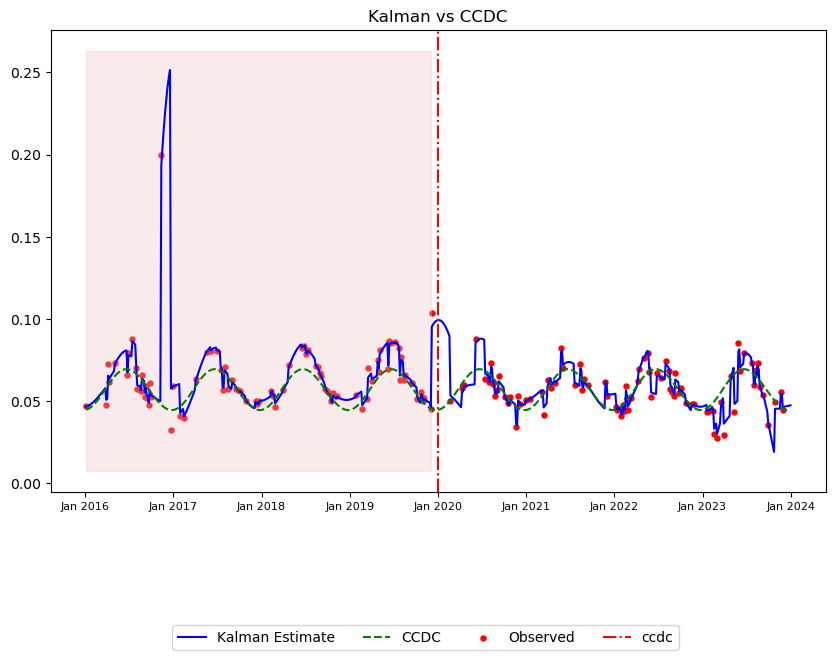 Kalman vs CCDC
0.25
0.20
0.15
0.10
0.05
0.00
Jan 2016 Jan 2017 Jan 2018 Jan 2019 Jan 2020 Jan 2021 Jan 2022 Jan 2023 Jan 2024
Kalman Estimate CCDC Observed ccdc